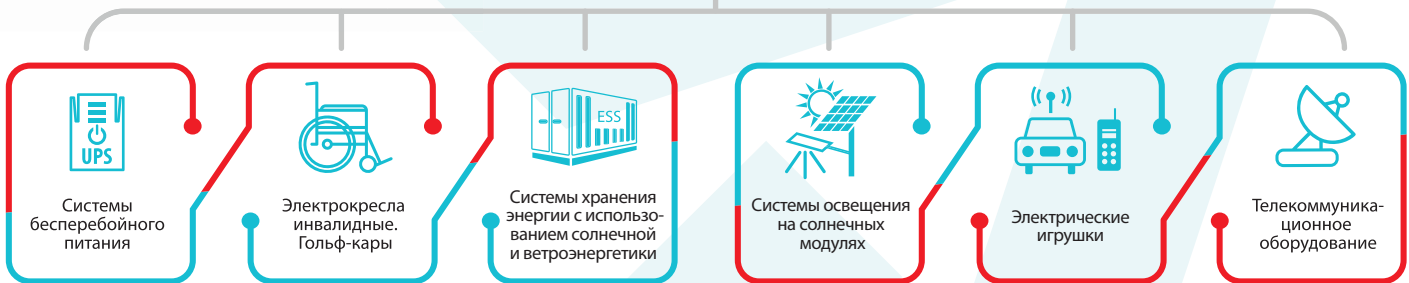 UPS
Системы
бесперебойного
питания
Электрокресла
инвалидные.
Гольф-кары
ESS
Системы хранения
энергии с использо-
ванием солнечной
и ветроэнергетики
Системы освещения
на солнечных
модулях
Электрические
игрушки
Телекоммуника-
ционное
оборудование